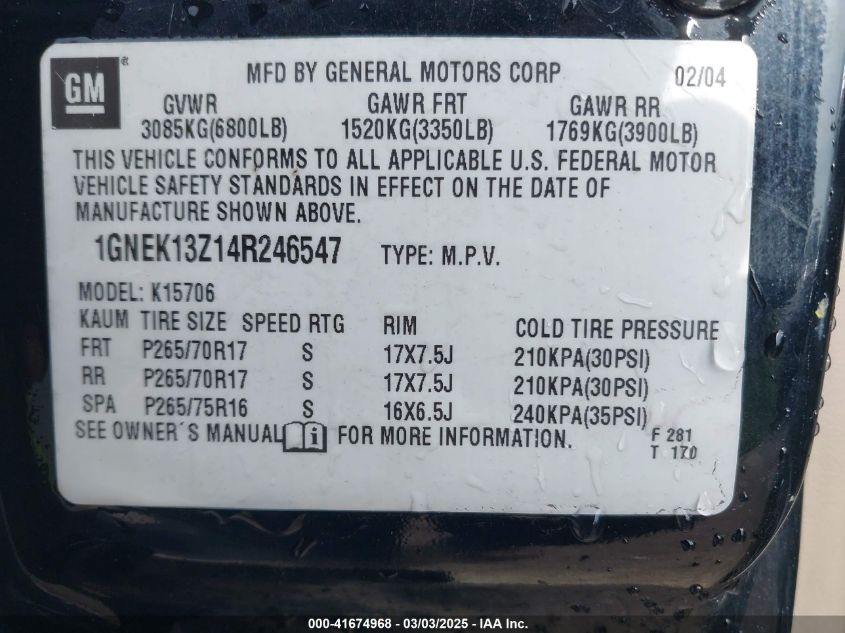 GM ®
MFD BY GENERAL MOTORS CORP 02/04
GVWR GAWR FRT GAWR RR
3085KG(6800LB) 1520KG(3350LB) 1769KG(3900LB)
THIS VEHICLE CONFORMS TO ALL APPLICABLE U.S. FEDERAL MOTOR
VEHICLE SAFETY STANDARDS IN EFFECT ON THE DATE OF
MANUFACTURE SHOWN ABOVE.
1GNEK13Z14R246547 TYPE: M.P.V.
MODEL: K15706
KAUM TIRE SIZE SPEED RTG RIM COLD TIRE PRESSURE
FRT P265/70R17 S 17X7.5J 210KPA(30PSI)
RR P265/70R17 S 17X7.5J 210KPA(30PSI)
SPA P265/75R16 S 16X6.5J 240KPA(35PSI)
SEE OWNER´S MANUAL i FOR MORE INFORMATION. F 281
T 170
000-41674968 - 03/03/2025 - IAA Inc.